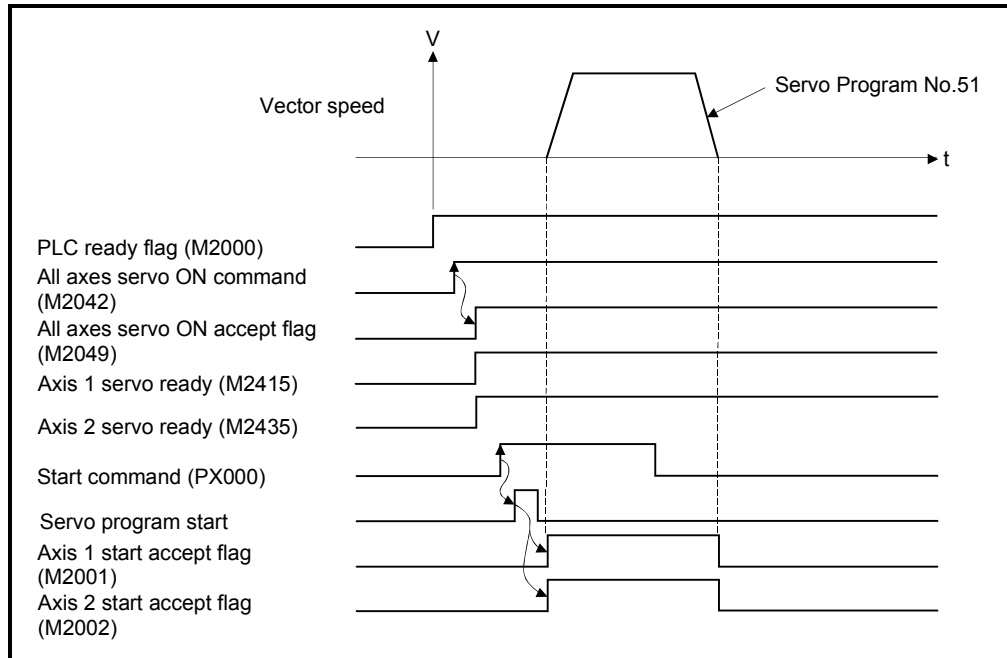 V
Vector speed
Servo Program No.51
t
PLC ready flag (M2000)
All axes servo ON command
(M2042)
All axes servo ON accept flag
(M2049)
Axis 1 servo ready (M2415)
Axis 2 servo ready (M2435)
Start command (PX000)
Servo program start
Axis 1 start accept flag
(M2001)
Axis 2 start accept flag
(M2002)